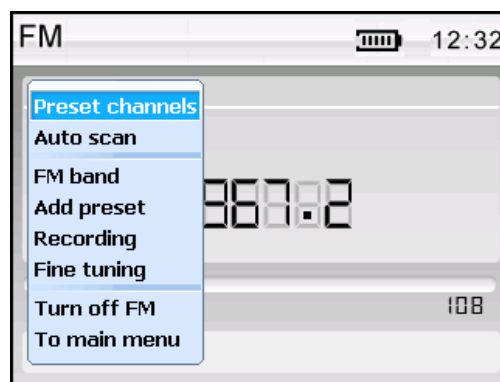 FM 12:32
Preset channels
Auto scan
FM band
Add preset
Recording
Fine tuning
Turn off FM
To main menu
108